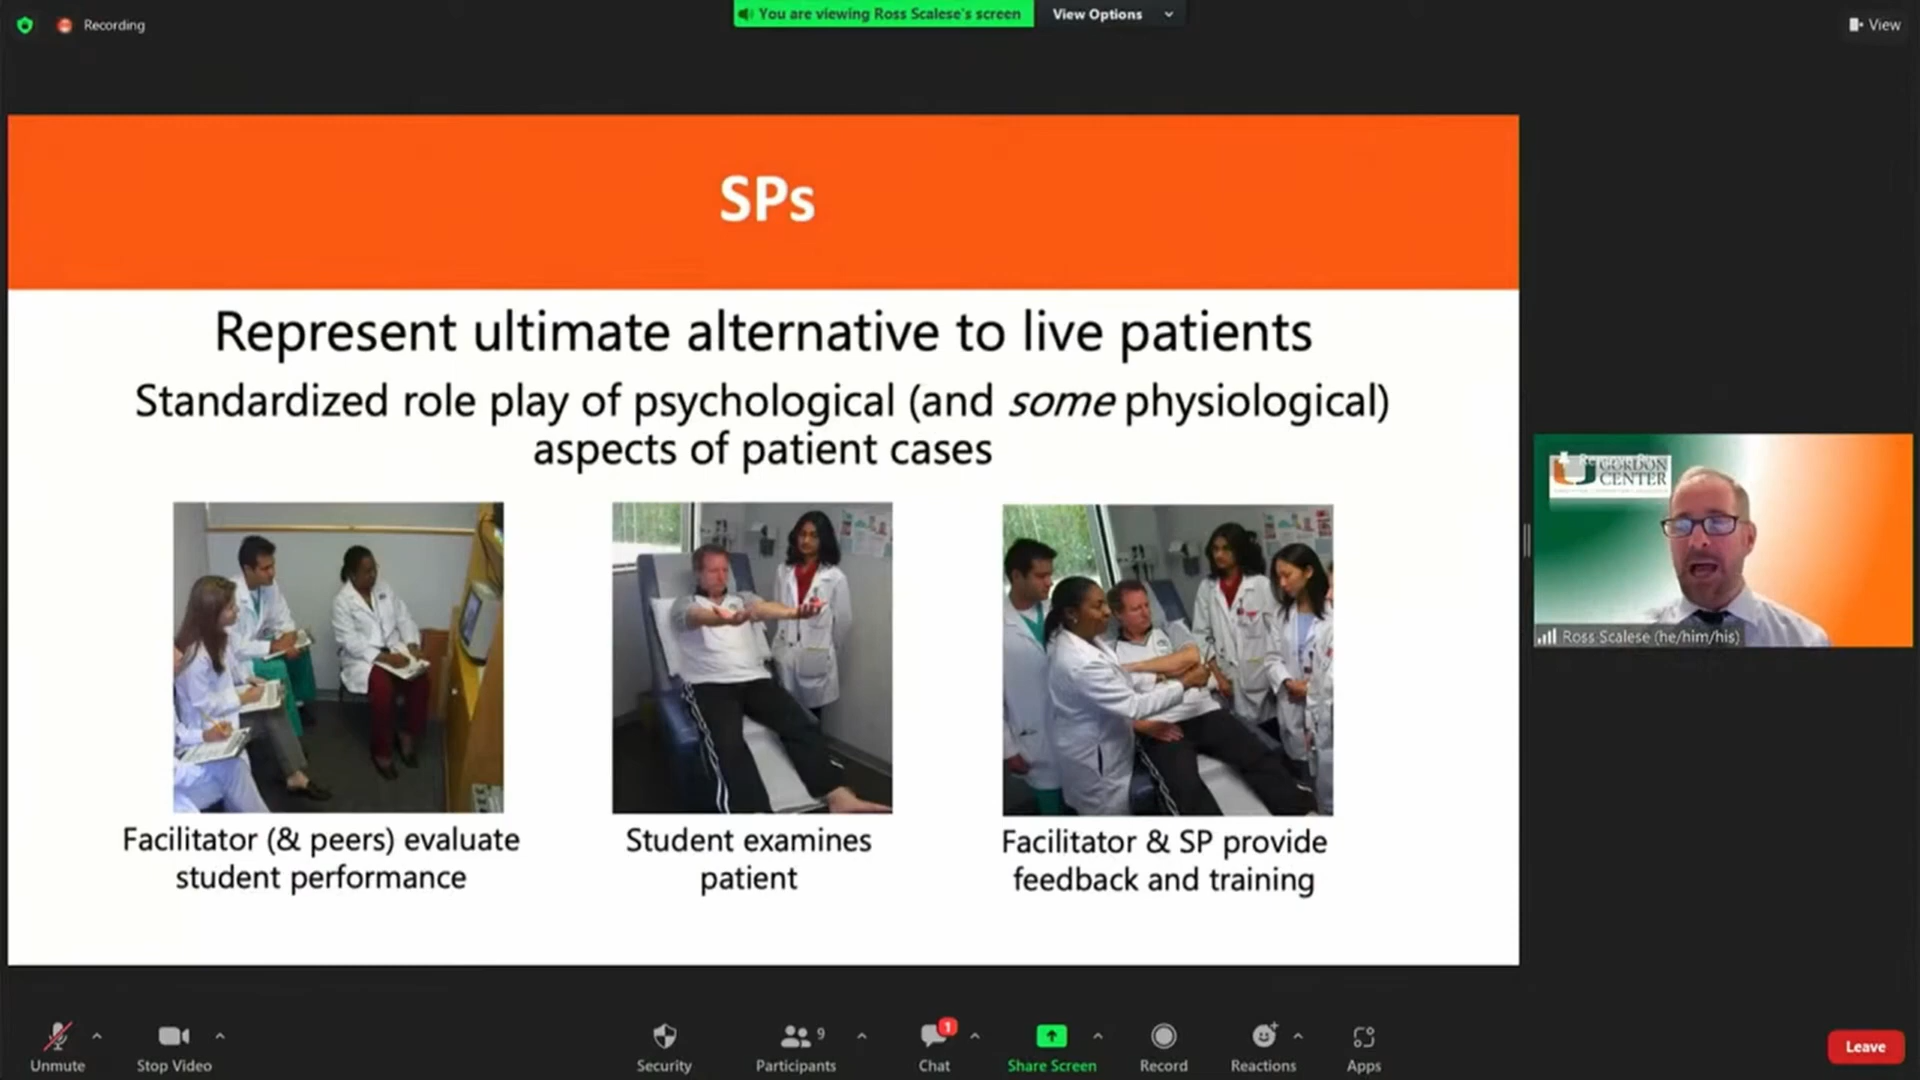 Recording
You are viewing Ross Scalese's screen
View Options
View
SPs
Represent ultimate alternative to live patients
Standardized role play of psychological (and some physiological)
aspects of patient cases
Facilitator (& peers) evaluate
student performance
Student examines
patient
Facilitator & SP provide
feedback and training
GORDON
CENTER
Ross Scalese (he/him/his)
Unmute
Stop Video
Security
Participants
9
Chat
1
Share Screen
Record
Reactions
Apps
Leave